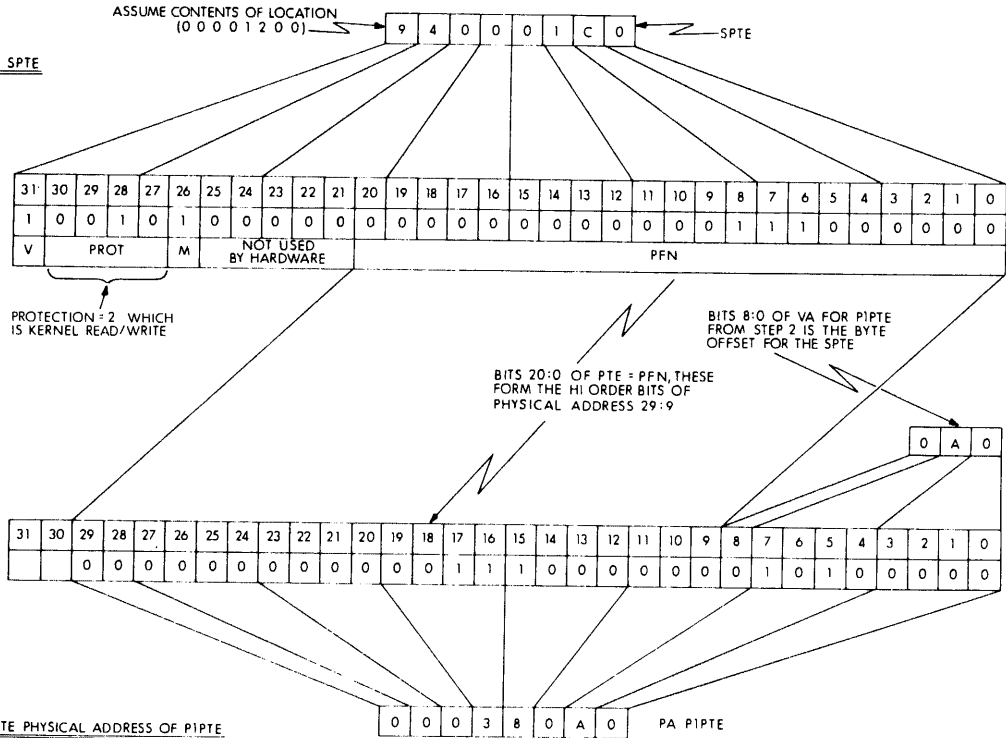 ASSUME CONTENTS OF LOCATION
(0 0 0 0 1 2 0 0)
9 4 0 0 0 1 C 0
SPTE
SPTE
31 30 29 28 27 26 25 24 23 22 21 20 19 18 17 16 15 14 13 12 11 10 9 8 7 6 5 4 3 2 1 0
1 0 0 1 0 1 0 0 0 0 0 0 0 0 0 0 0 0 0 0 0 0 0 1 1 1 0 0 0 0 0 0
V PROT M NOT USED
BY HARDWARE PFN
PROTECTION = 2 WHICH
IS KERNEL READ/WRITE
BITS 8:0 OF VA FOR P1PTE
FROM STEP 2 IS THE BYTE
OFFSET FOR THE SPTE
BITS 20:0 OF PTE = PFN, THESE
FORM THE HI ORDER BITS OF
PHYSICAL ADDRESS 29:9
0 A 0
31 30 29 28 27 26 25 24 23 22 21 20 19 18 17 16 15 14 13 12 11 10 9 8 7 6 5 4 3 2 1 0
0 0 0 0 0 0 0 0 0 0 0 0 1 1 1 0 0 0 0 0 0 0 1 0 1 0 0 0 0 0
TE PHYSICAL ADDRESS OF P1PTE
0 0 0 3 8 0 A 0
PA P1PTE